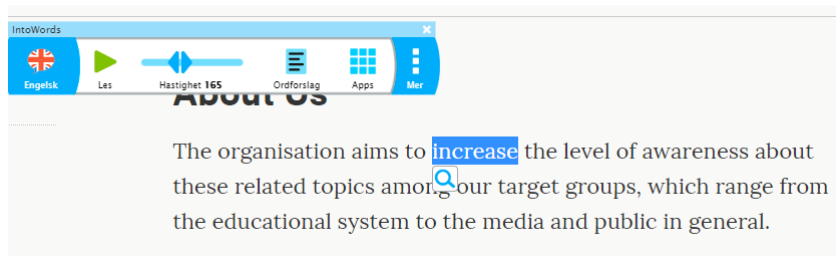 IntoWords
Engelsk Les Hastighet 165 Ordforslag Apps Mer
About Us
The organisation aims to increase the level of awareness about
these related topics among our target groups, which range from
the educational system to the media and public in general.